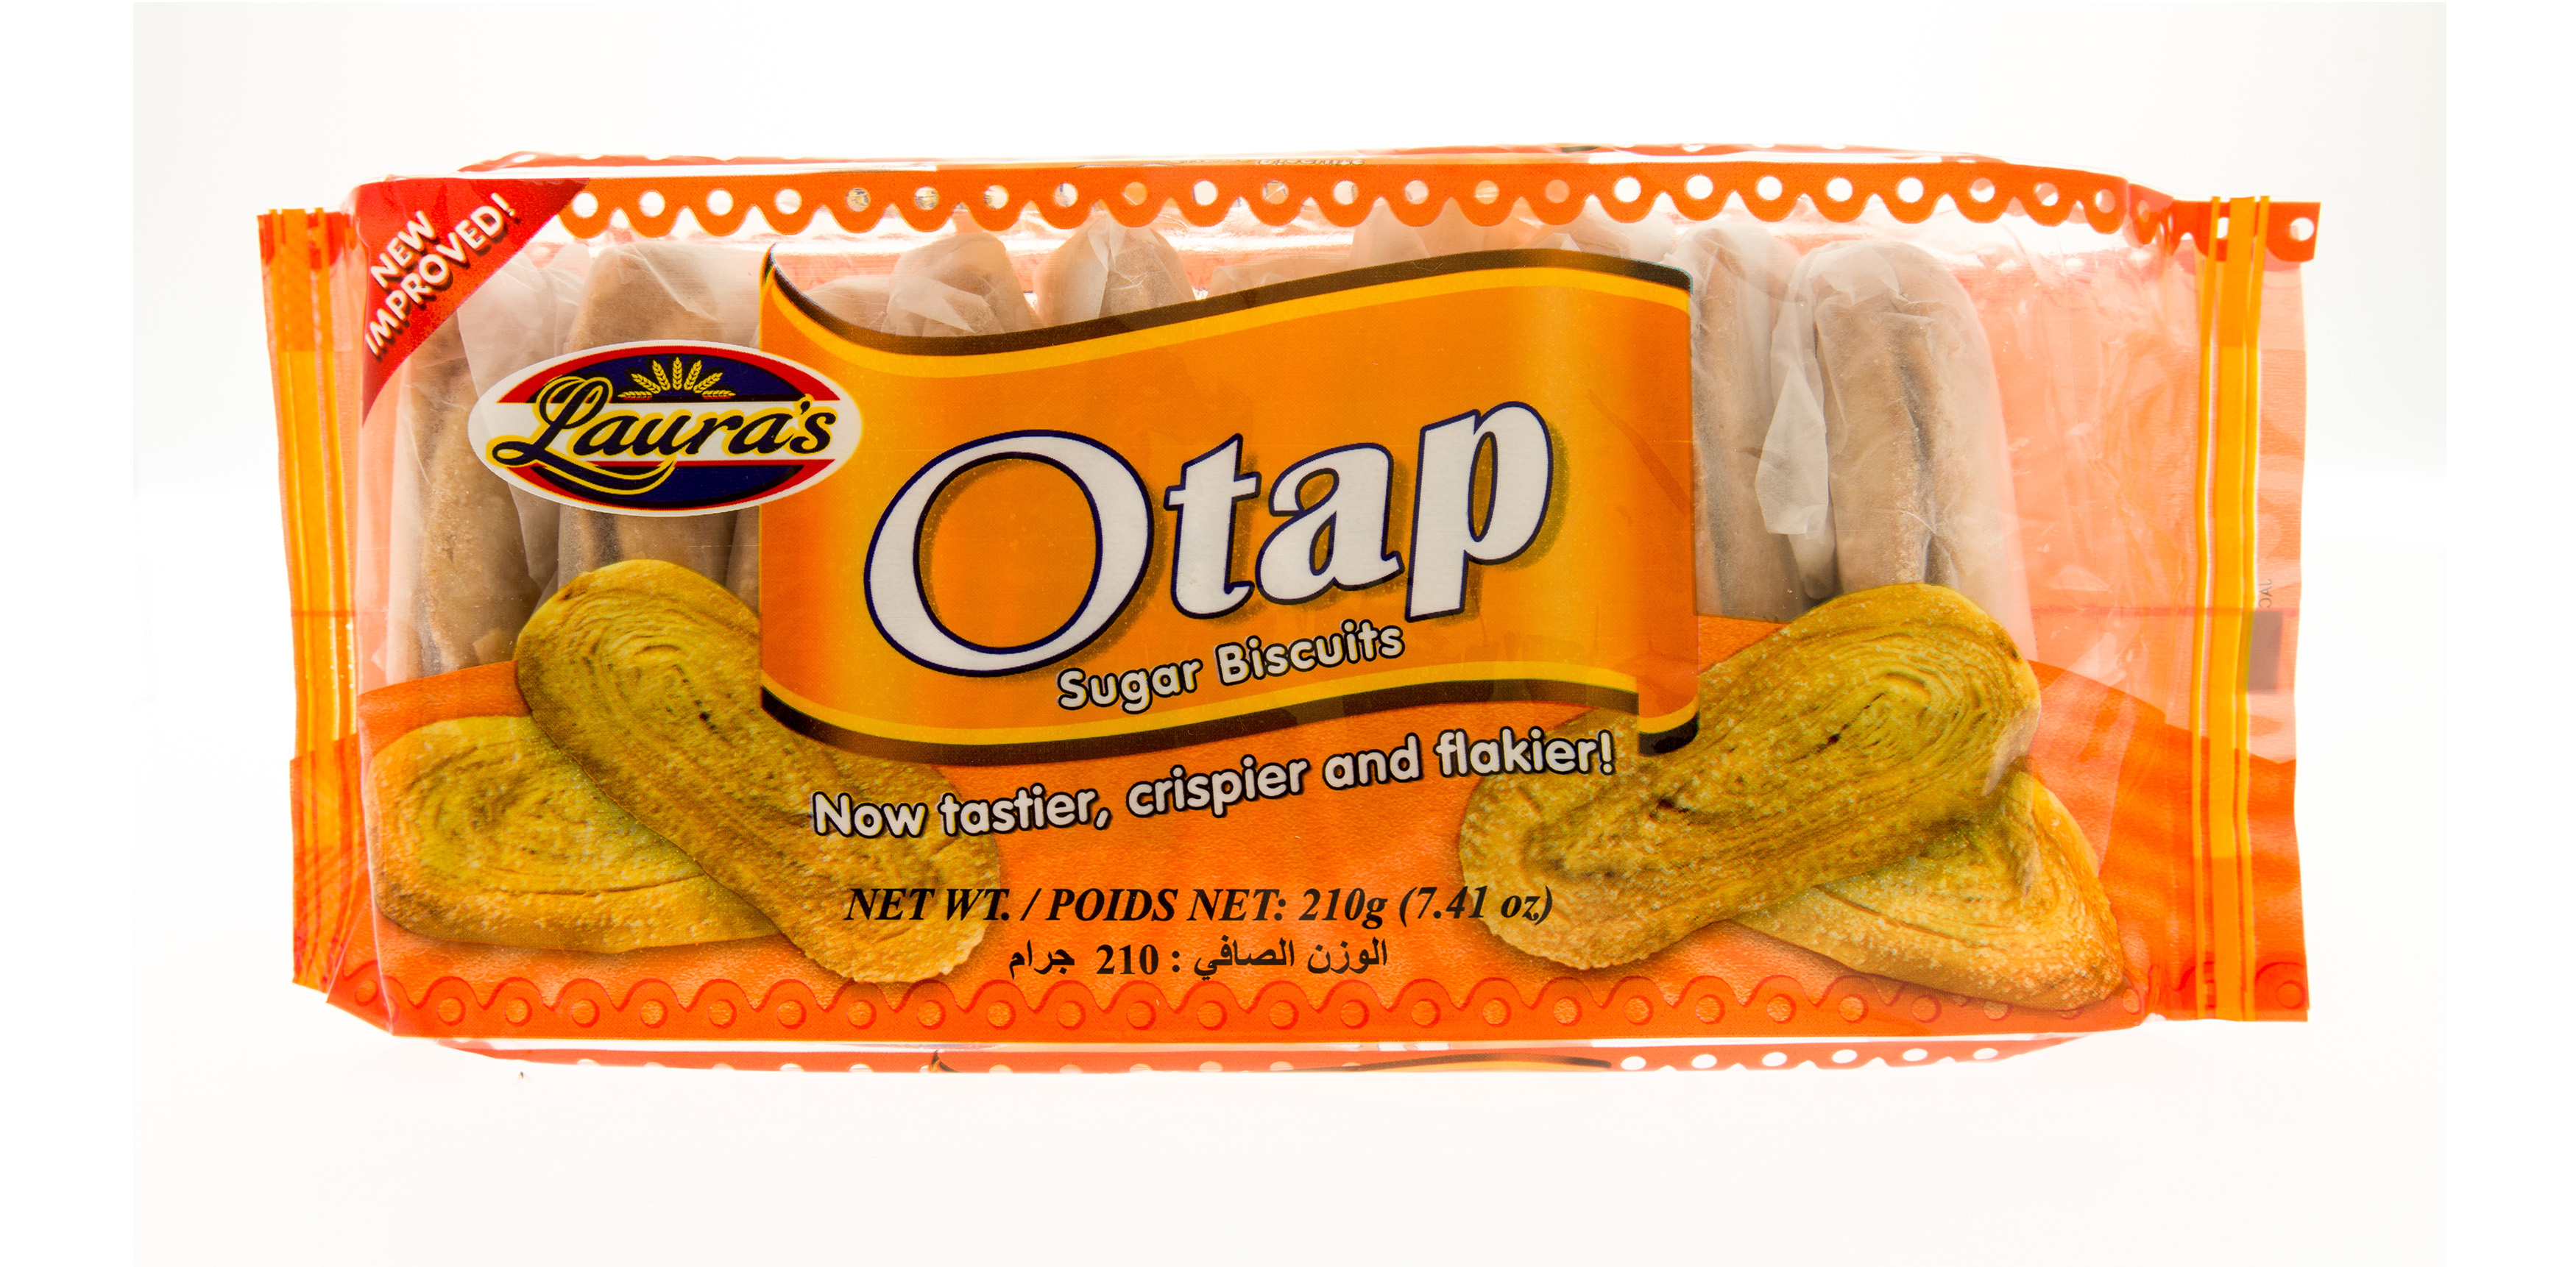 NEW
IMPROVED!
Laura's
Otap
Sugar Biscuits
Now tastier, crispier and flakier!
NET WT. / POIDS NET: 210g (7.41 oz)
الوزن الصافي : 210 جرام